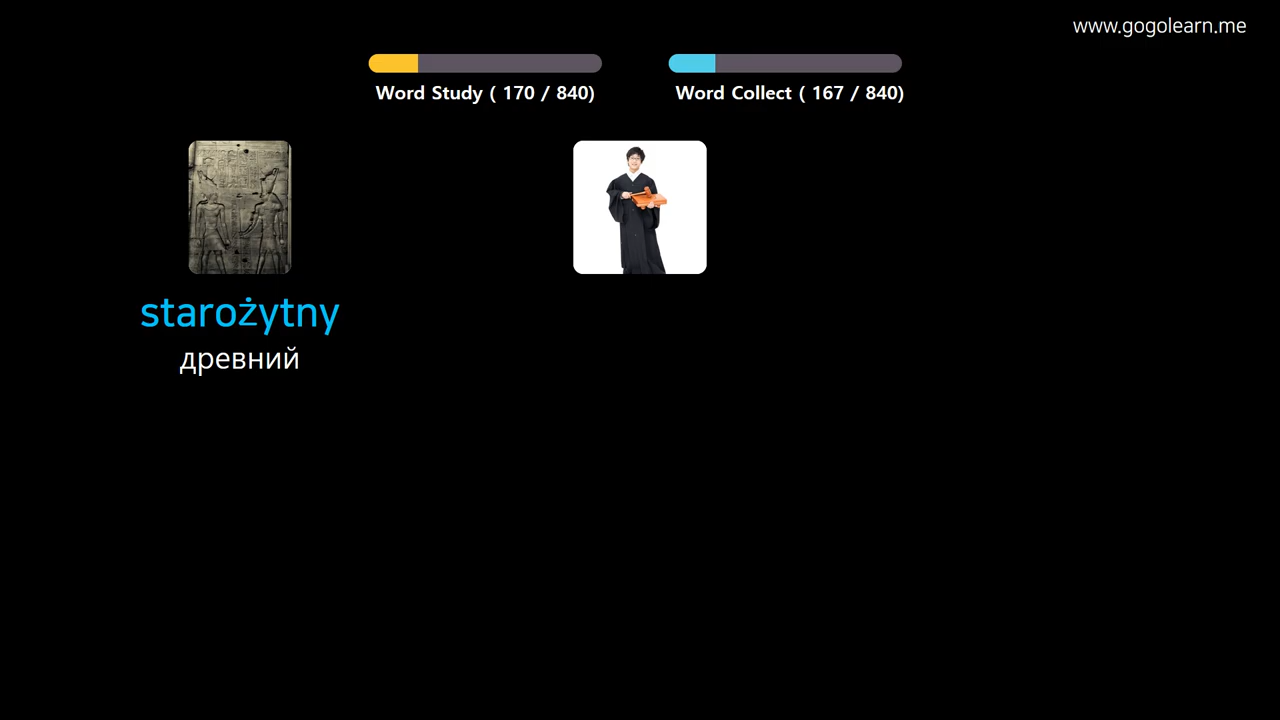 www.gogolearn.me
Word Study ( 170 / 840)
Word Collect ( 167 / 840)
starożytny
древний